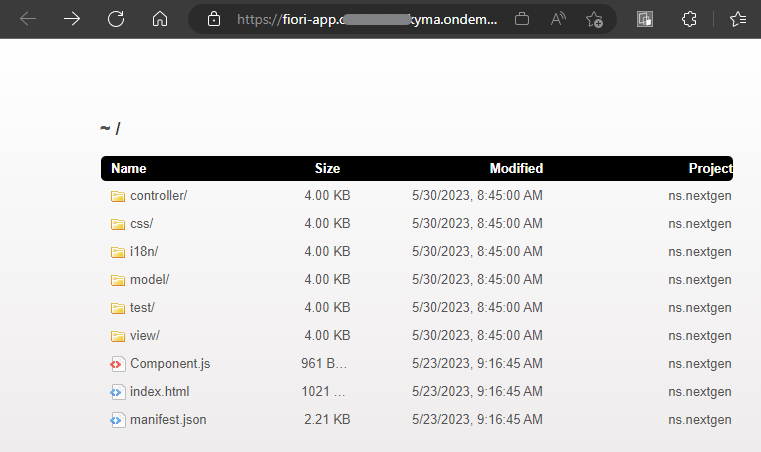 https://fiori-app.c kyma.ondem...
~ /
Name Size Modified Project
controller/ 4.00 KB 5/30/2023, 8:45:00 AM ns.nextgen
css/ 4.00 KB 5/30/2023, 8:45:00 AM ns.nextgen
i18n/ 4.00 KB 5/30/2023, 8:45:00 AM ns.nextgen
model/ 4.00 KB 5/30/2023, 8:45:00 AM ns.nextgen
test/ 4.00 KB 5/30/2023, 8:45:00 AM ns.nextgen
view/ 4.00 KB 5/30/2023, 8:45:00 AM ns.nextgen
Component.js 961 B... 5/23/2023, 9:16:45 AM ns.nextgen
index.html 1021 ... 5/23/2023, 9:16:45 AM ns.nextgen
manifest.json 2.21 KB 5/23/2023, 9:16:45 AM ns.nextgen